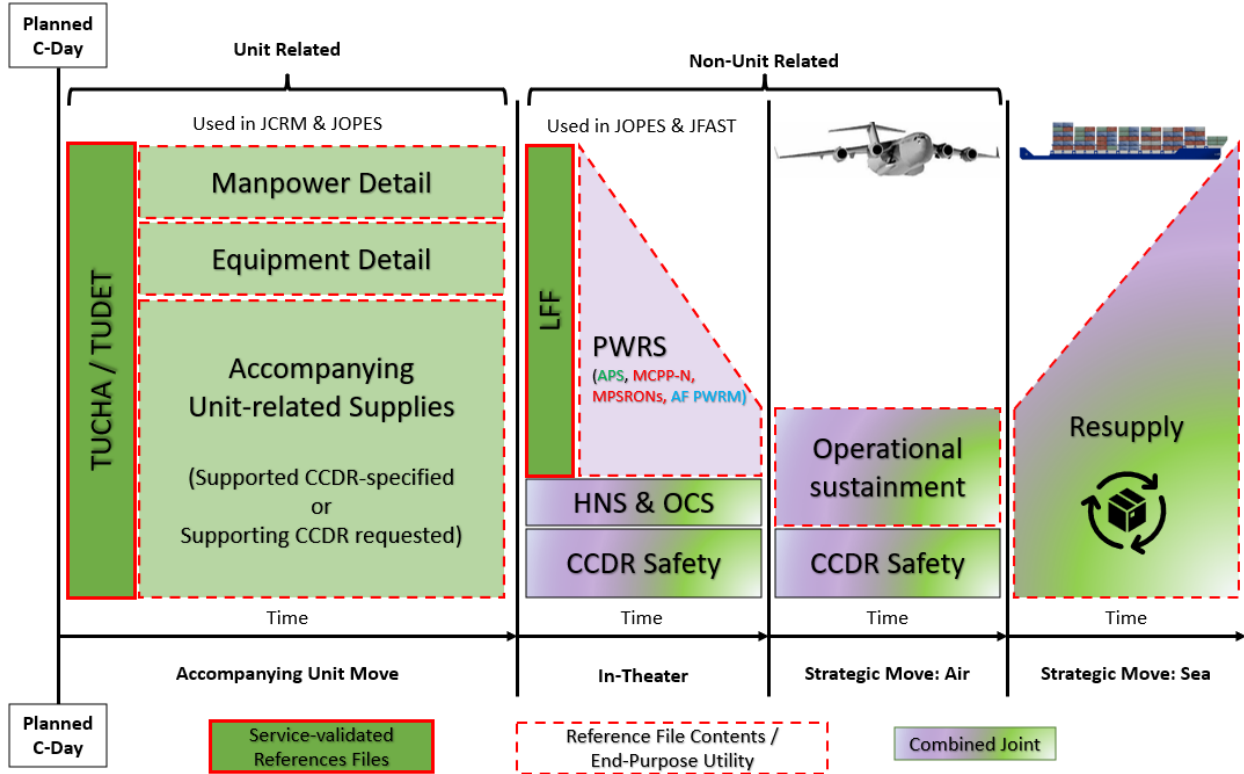 Planned
C-Day
Unit Related
Non-Unit Related
Used in JCRM & JOPES
Used in JOPES & JFAST
TUCHA / TUDET
Manpower Detail
Equipment Detail
Accompanying
Unit-related Supplies
(Supported CCDR-specified
or
Supporting CCDR requested)
LFF
PWRS
(APS, MCPP-N,
MPSRONs, AF PWRM)
HNS & OCS
CCDR Safety
Operational
sustainment
CCDR Safety
Resupply
Time
Time
Time
Time
Accompanying Unit Move
In-Theater
Strategic Move: Air
Strategic Move: Sea
Planned
C-Day
Service-validated
References Files
Reference File Contents /
End-Purpose Utility
Combined Joint